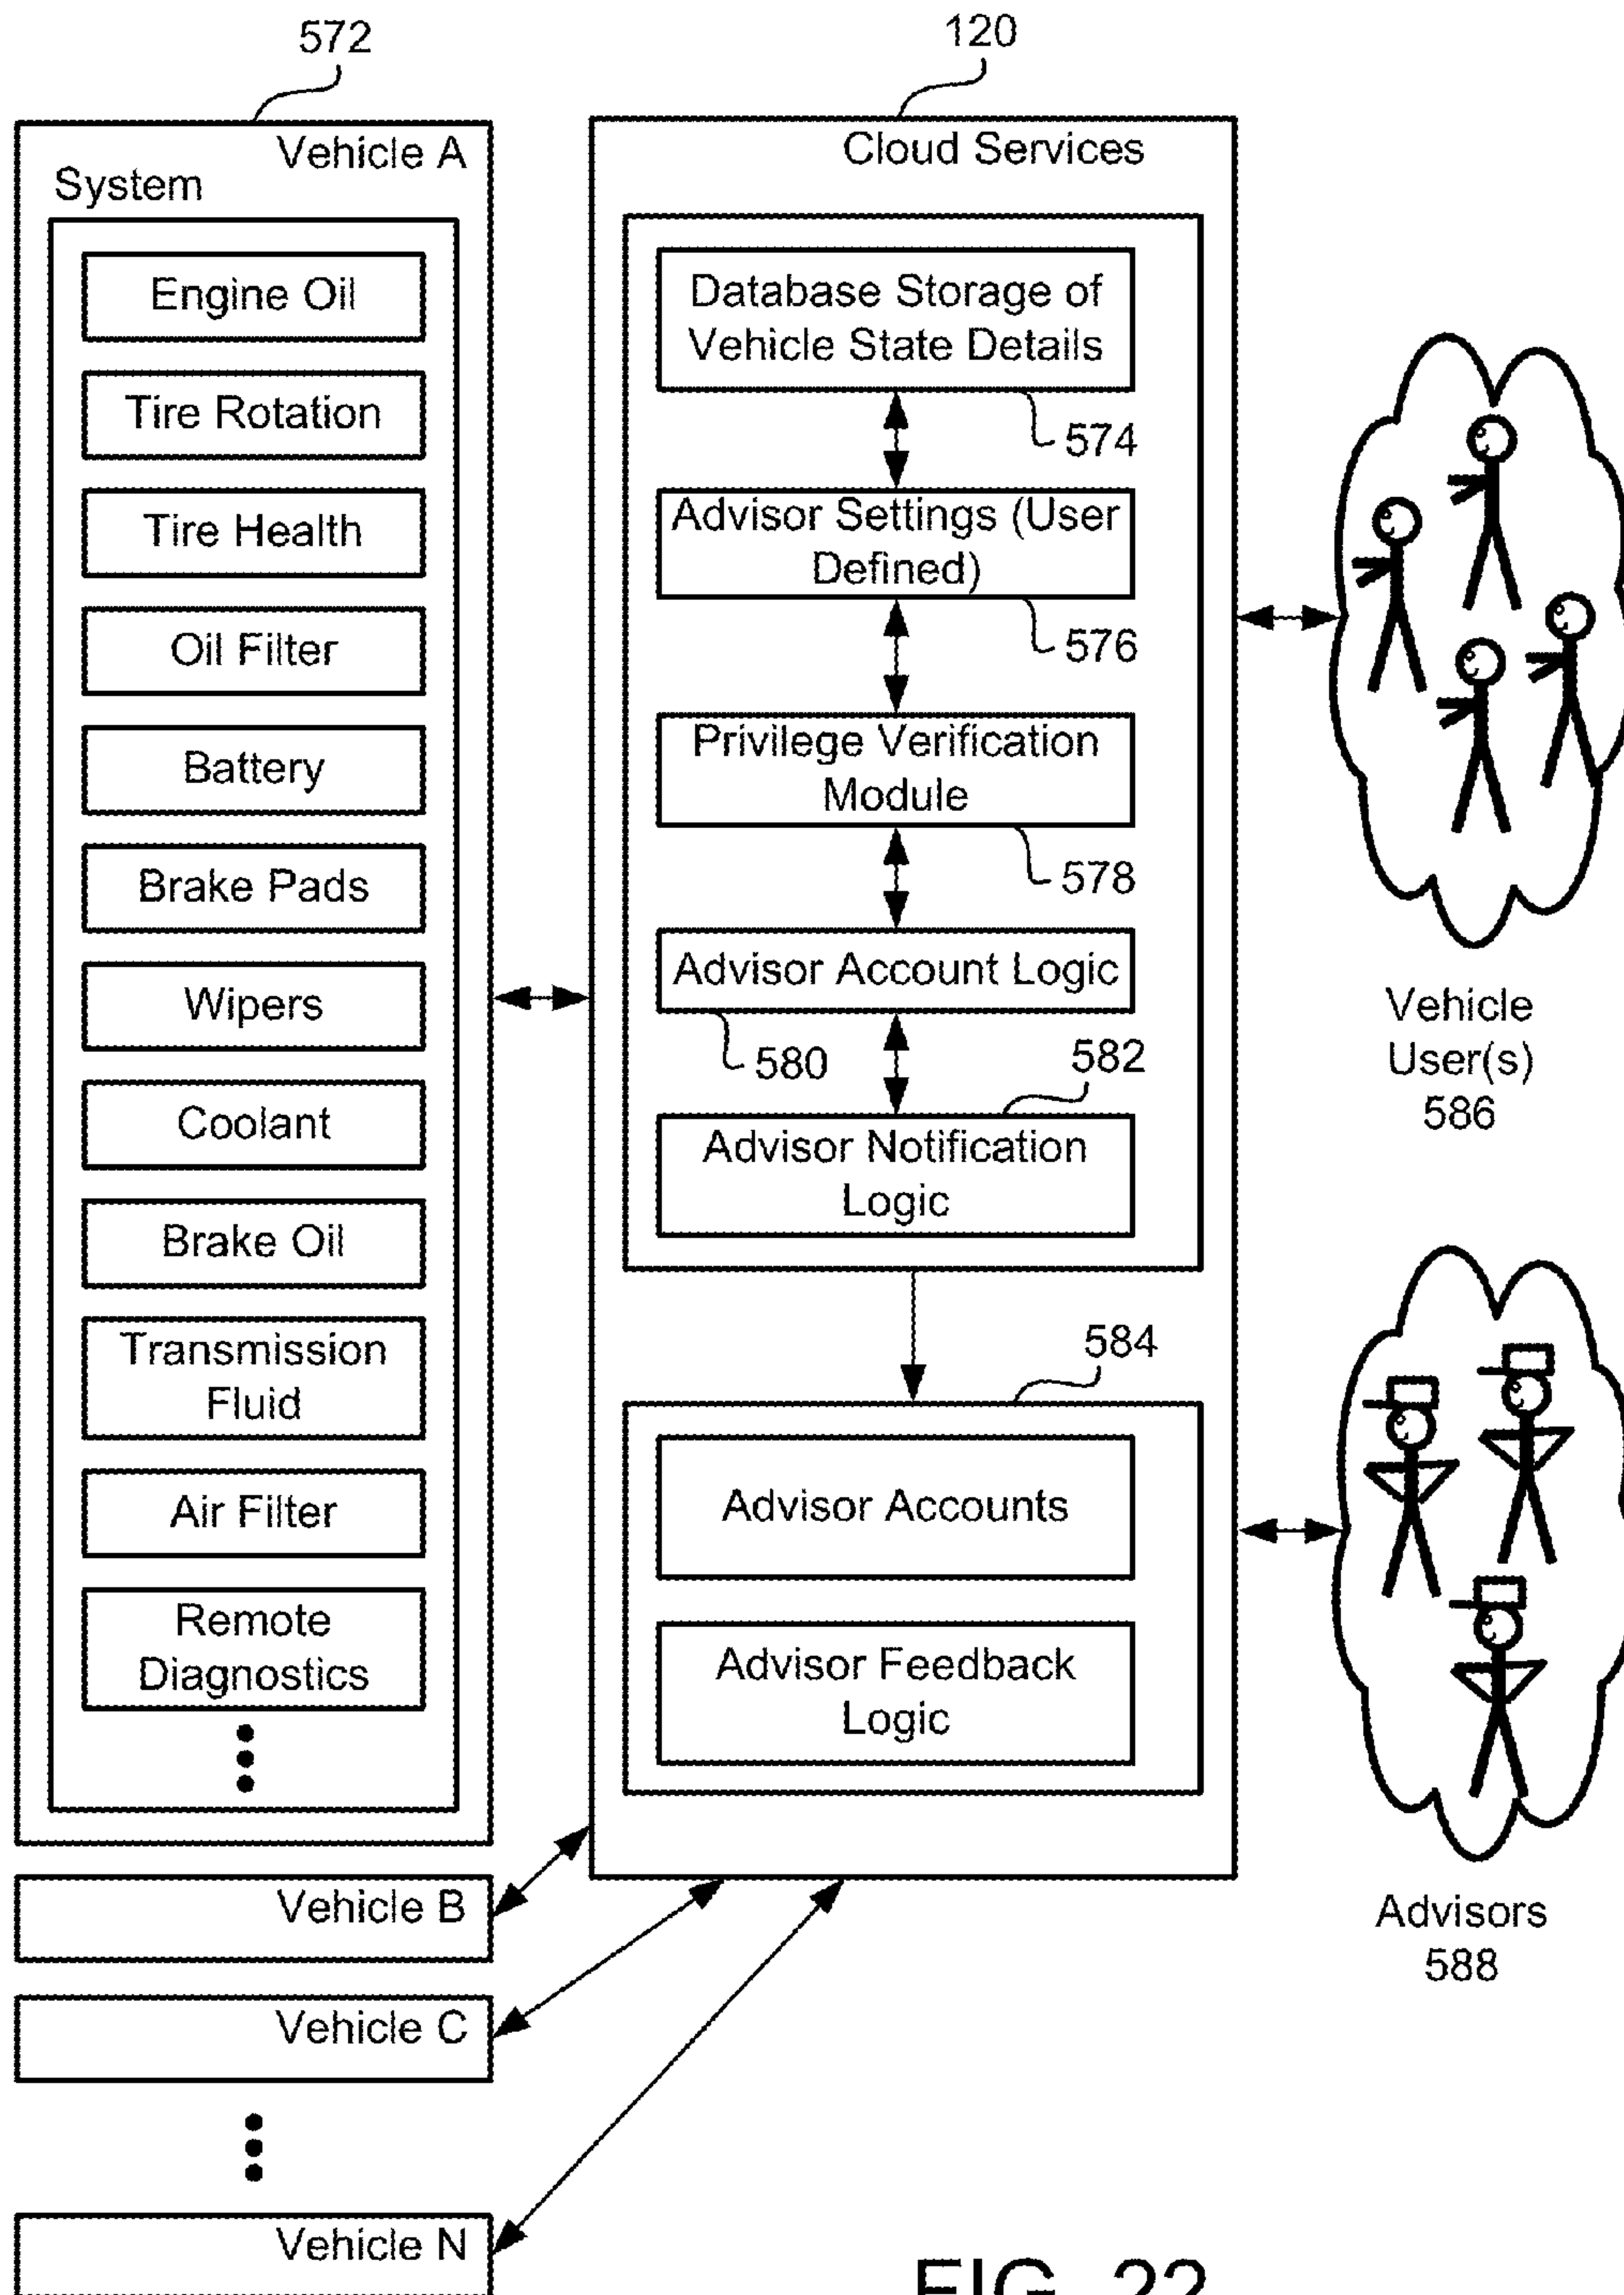 572
120
Vehicle A
System
Engine Oil
Tire Rotation
Tire Health
Oil Filter
Battery
Brake Pads
Wipers
Coolant
Brake Oil
Transmission
Fluid
Air Filter
Remote
Diagnostics
Vehicle B
Vehicle C
Vehicle N
Cloud Services
Database Storage of
Vehicle State Details
574
Advisor Settings (User
Defined)
576
Privilege Verification
Module
578
Advisor Account Logic
580
582
Advisor Notification
Logic
584
Advisor Accounts
Advisor Feedback
Logic
Vehicle
User(s)
586
Advisors
588
FIG. 22